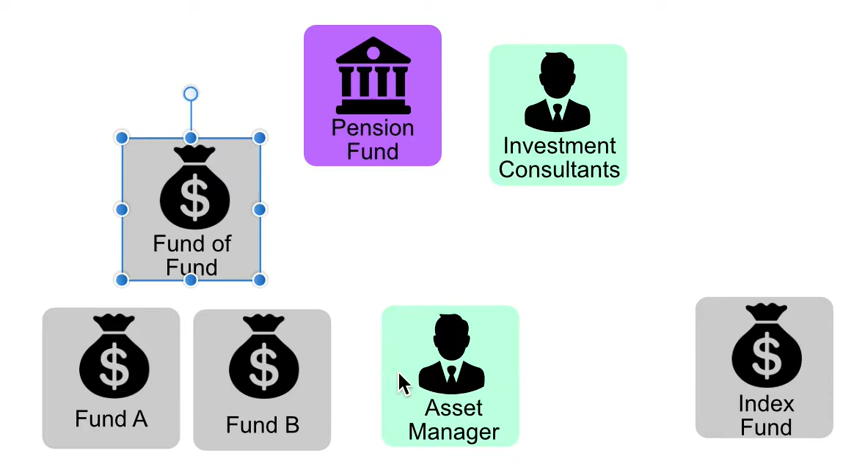 Pension
Fund
Investment
Consultants
$
Fund of
Fund
$
Fund A
$
Fund B
Asset
Manager
$
Index
Fund